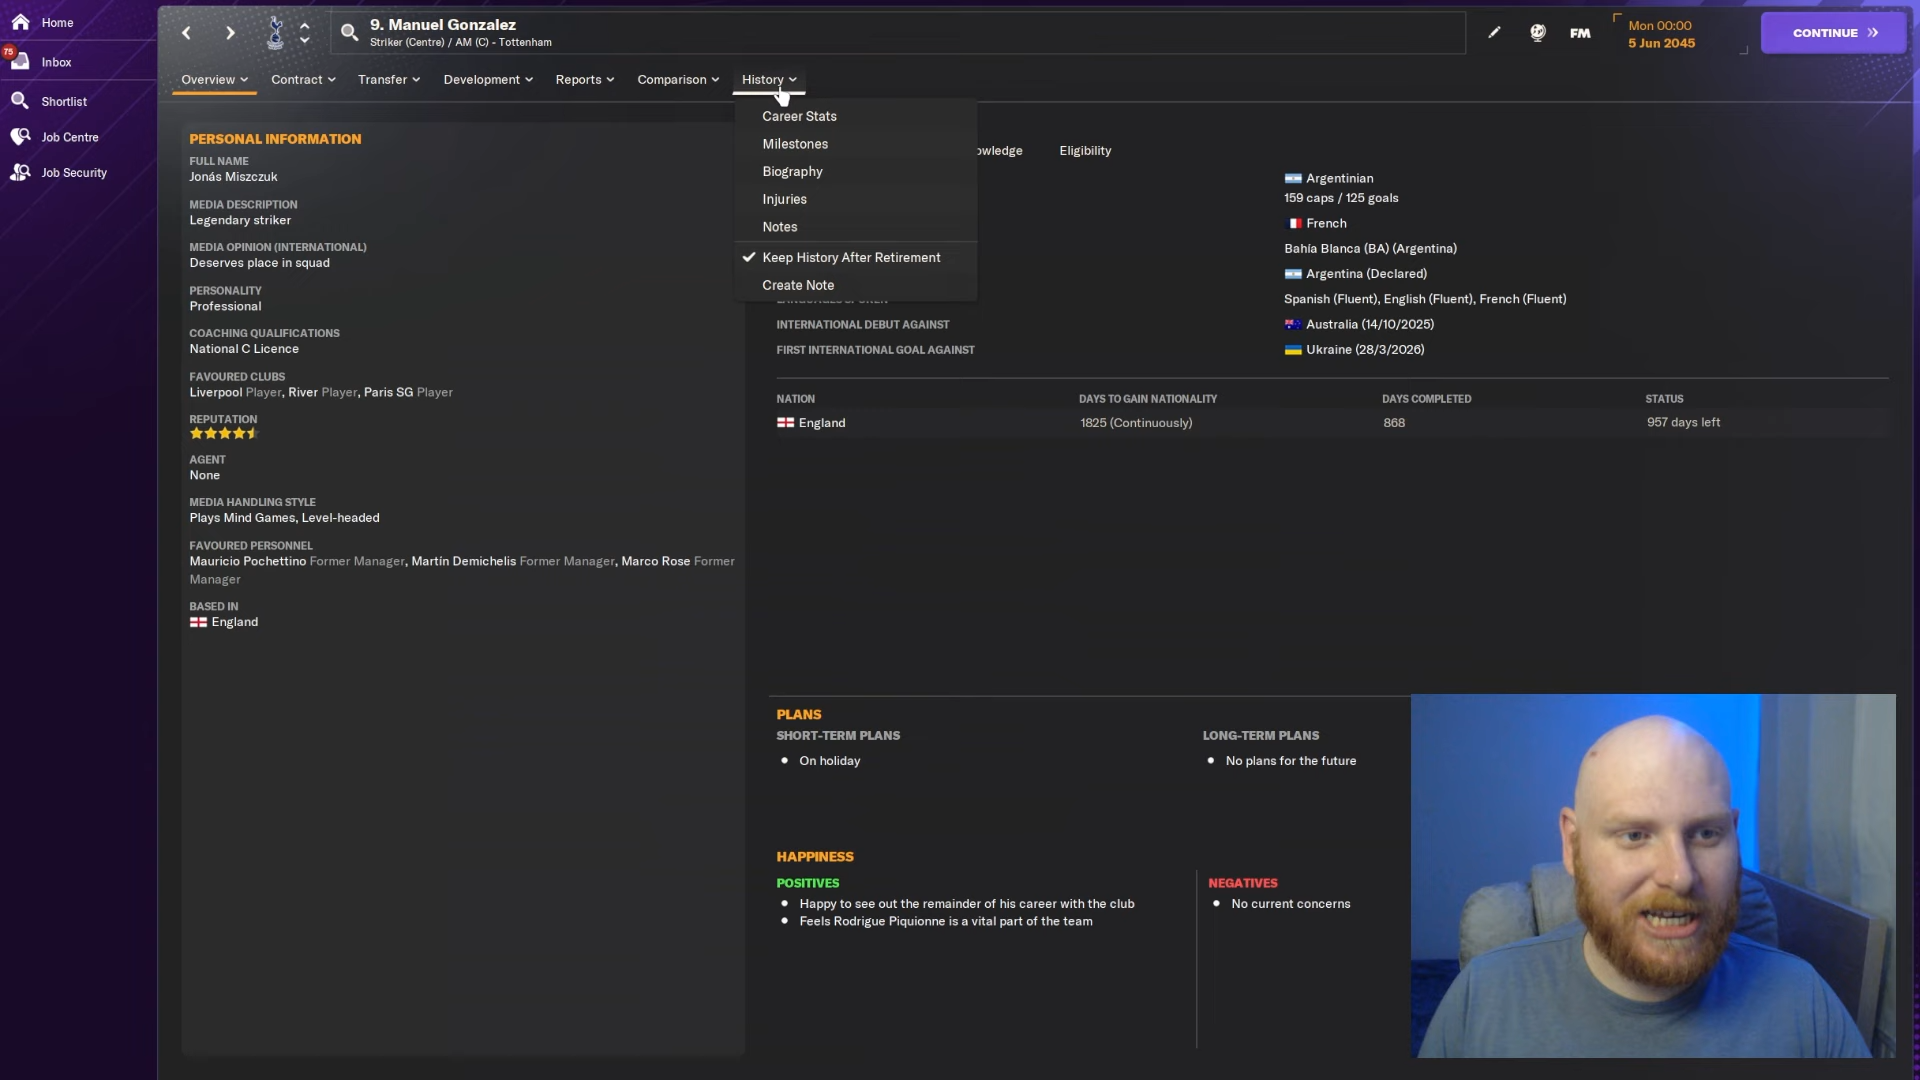 Home
75
Inbox
Shortlist
Job Centre
Job Security
9. Manuel Gonzalez
Striker (Centre) / AM (C) - Tottenham
FM
Mon 00:00
5 Jun 2045
CONTINUE
Overview
Contract
Transfer
Development
Reports
Comparison
History
Career Stats
Milestones
Biography
Injuries
Notes
Keep History After Retirement
Create Note
PERSONAL INFORMATION
FULL NAME
Jonás Miszczuk
MEDIA DESCRIPTION
Legendary striker
MEDIA OPINION (INTERNATIONAL)
Deserves place in squad
PERSONALITY
Professional
COACHING QUALIFICATIONS
National C Licence
FAVOURED CLUBS
Liverpool Player, River Player, Paris SG Player
REPUTATION
AGENT
None
MEDIA HANDLING STYLE
Plays Mind Games, Level-headed
FAVOURED PERSONNEL
Mauricio Pochettino Former Manager, Martín Demichelis Former Manager, Marco Rose Former
Manager
BASED IN
England
Eligibility
Argentinian
159 caps / 125 goals
French
Bahía Blanca (BA) (Argentina)
Argentina (Declared)
Spanish (Fluent), English (Fluent), French (Fluent)
INTERNATIONAL DEBUT AGAINST
Australia (14/10/2025)
FIRST INTERNATIONAL GOAL AGAINST
Ukraine (28/3/2026)
NATION DAYS TO GAIN NATIONALITY DAYS COMPLETED STATUS
England 1825 (Continuously) 868 957 days left
PLANS
SHORT-TERM PLANS
On holiday
LONG-TERM PLANS
No plans for the future
HAPPINESS
POSITIVES
Happy to see out the remainder of his career with the club
Feels Rodrigue Piquionne is a vital part of the team
NEGATIVES
No current concerns